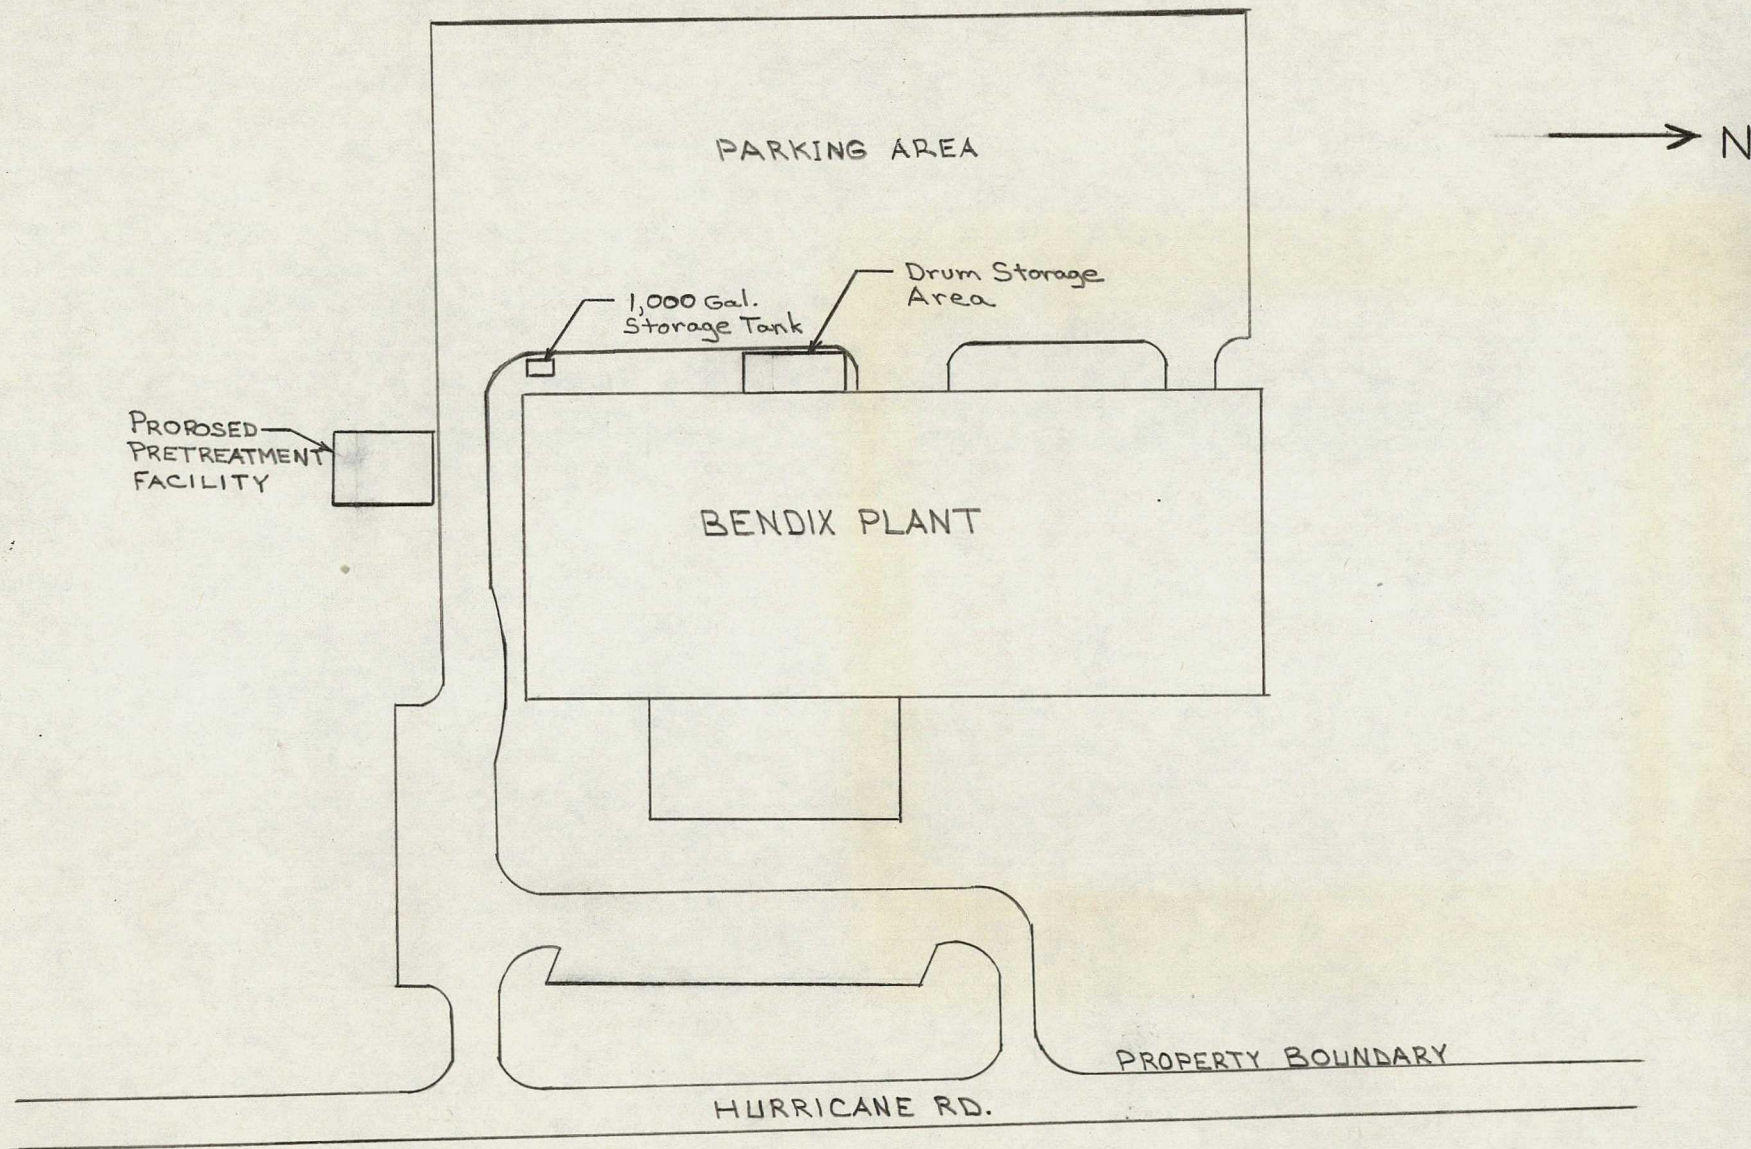 PARKING AREA
N
Drum Storage
Area
1,000 Gal.
Storage Tank
PROPOSED
PRETREATMENT
FACILITY
BENDIX PLANT
PROPERTY BOUNDARY
HURRICANE RD.